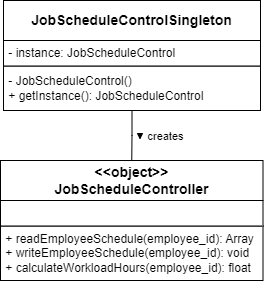 JobScheduleControlSingleton
- instance: JobScheduleControl
- JobScheduleControl()
+ getInstance(): JobScheduleControl
▼ creates
<<object>>
JobScheduleController
+ readEmployeeSchedule(employee_id): Array
+ writeEmployeeSchedule(employee_id): void
+ calculateWorkloadHours(employee_id): float